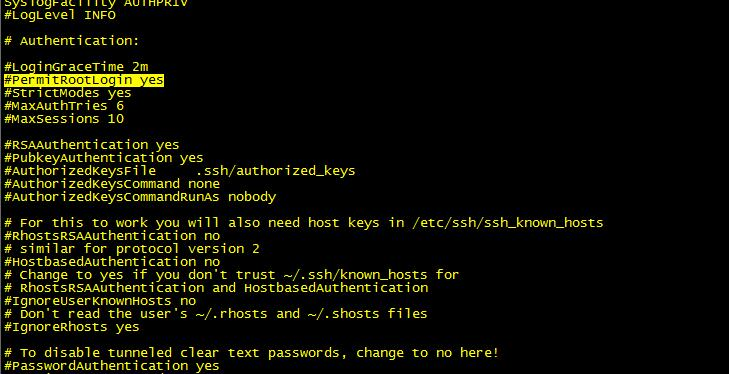 SyslogFacility AUTHPRIV
#LogLevel INFO
# Authentication:
#LoginGraceTime 2m
#PermitRootLogin yes
#StrictModes yes
#MaxAuthTries 6
#MaxSessions 10
#RSAAuthentication yes
#PubkeyAuthentication yes
#AuthorizedKeysFile     .ssh/authorized_keys
#AuthorizedKeysCommand none
#AuthorizedKeysCommandRunAs nobody
# For this to work you will also need host keys in /etc/ssh/ssh_known_hosts
#RhostsRSAAuthentication no
# similar for protocol version 2
#HostbasedAuthentication no
# Change to yes if you don't trust ~/.ssh/known_hosts for
# RhostsRSAAuthentication and HostbasedAuthentication
#IgnoreUserKnownHosts no
# Don't read the user's ~/.rhosts and ~/.shosts files
#IgnoreRhosts yes
# To disable tunneled clear text passwords, change to no here!
#PasswordAuthentication yes